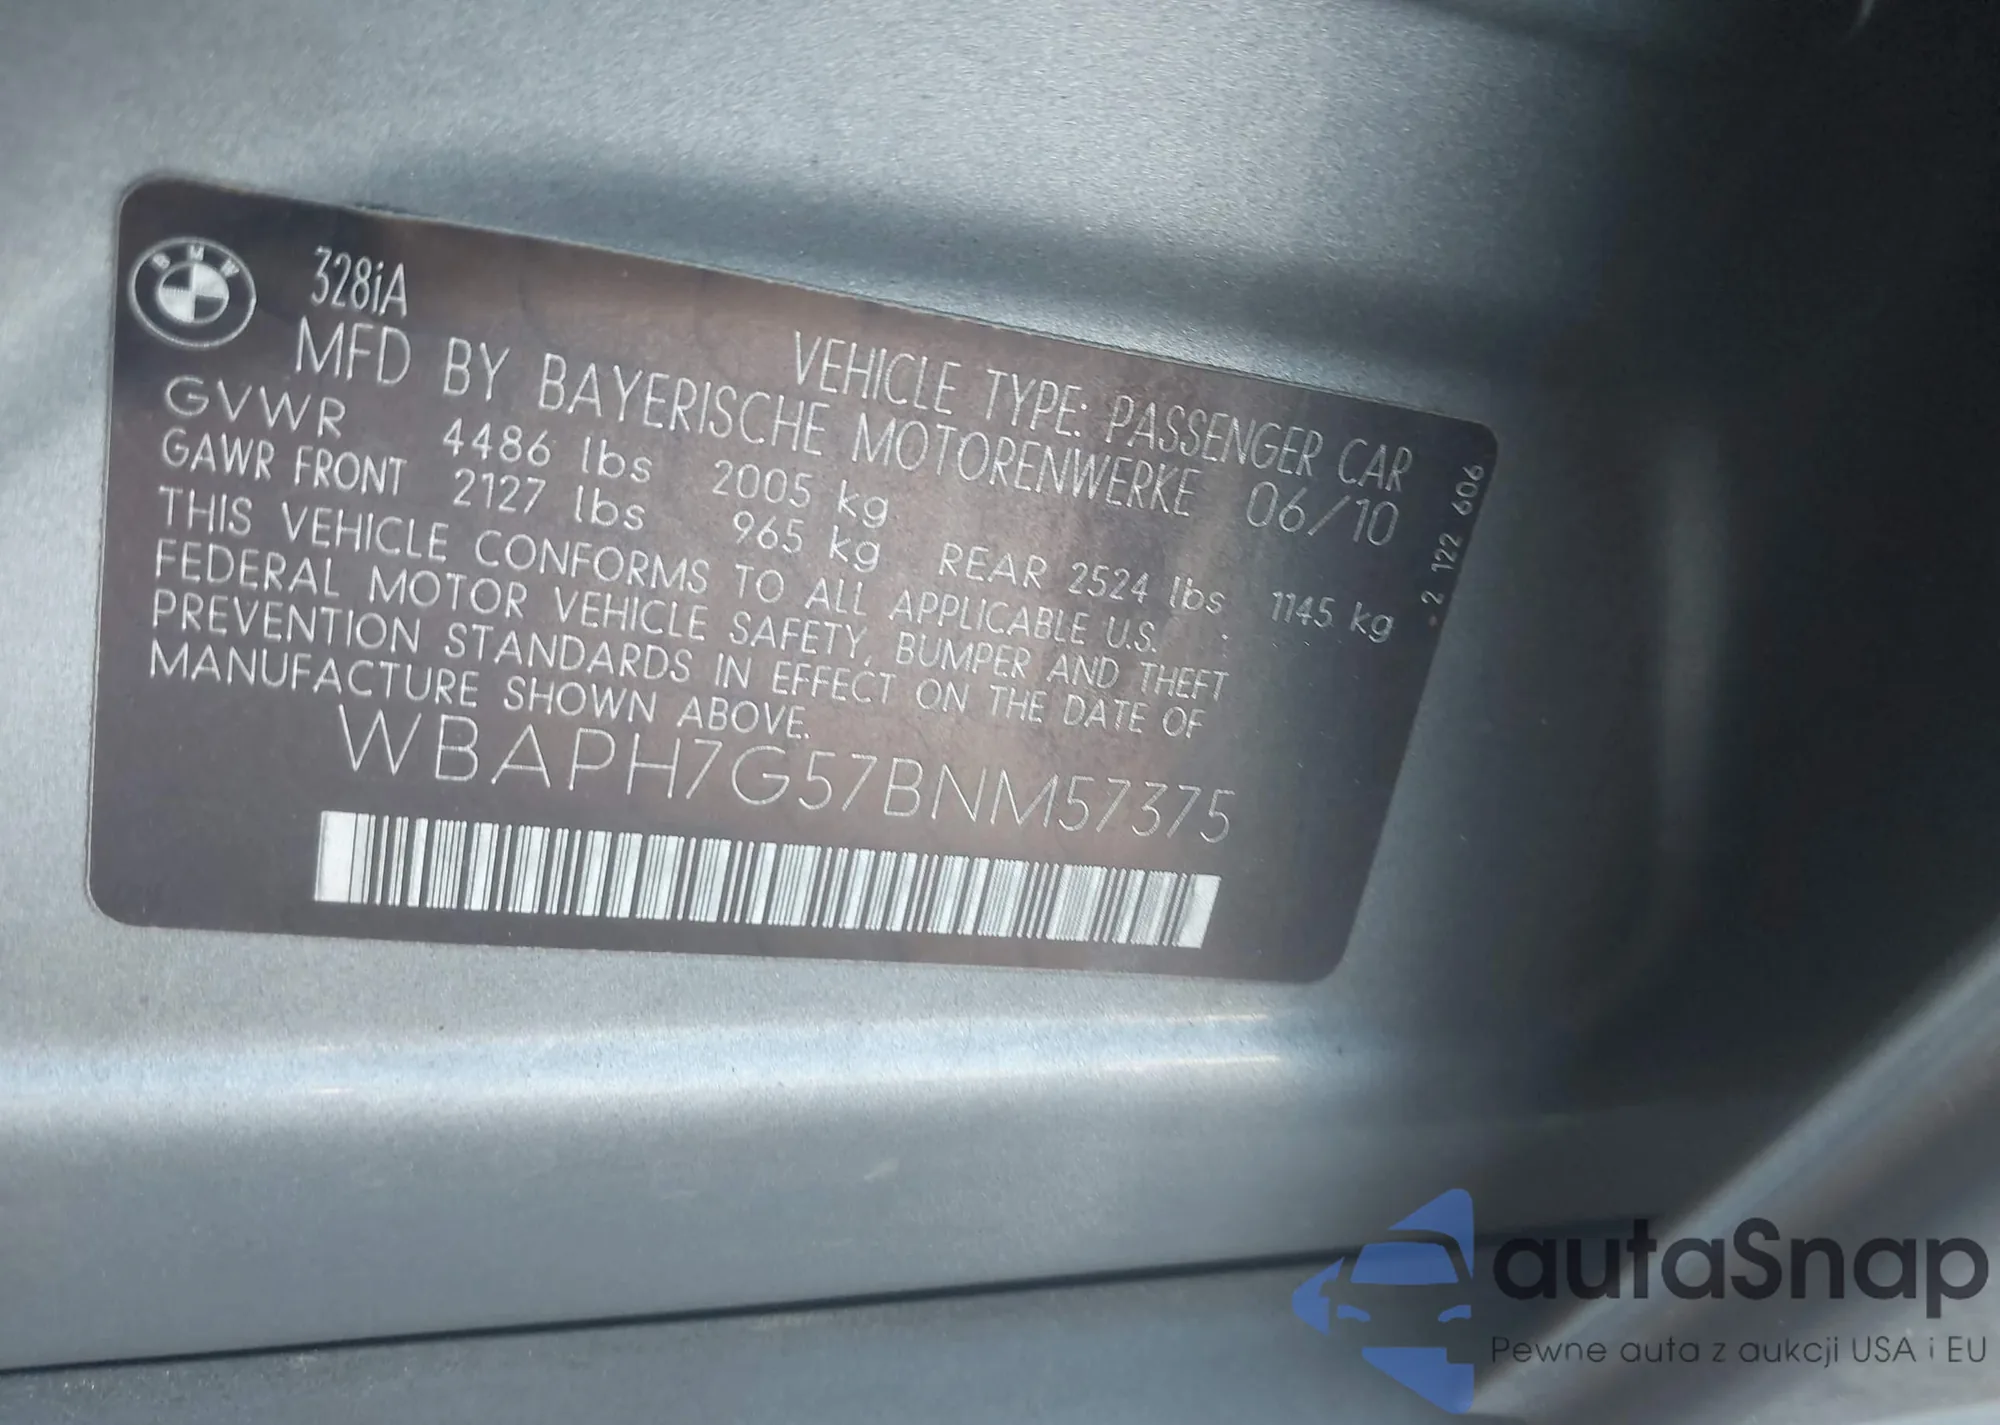 BMW
328iA
VEHICLE TYPE: PASSENGER CAR
MFD BY BAYERISCHE MOTORENWERKE 06/10
GVWR 4486 lbs 2005 kg
GAWR FRONT 2127 lbs 965 kg REAR 2524 lbs 1145 kg
THIS VEHICLE CONFORMS TO ALL APPLICABLE U.S.
FEDERAL MOTOR VEHICLE SAFETY, BUMPER AND THEFT
PREVENTION STANDARDS IN EFFECT ON THE DATE OF
MANUFACTURE SHOWN ABOVE.
WBAPH7G57BNM57375
2 122 606
autaSnap
Pewne auta z aukcji USA i EU